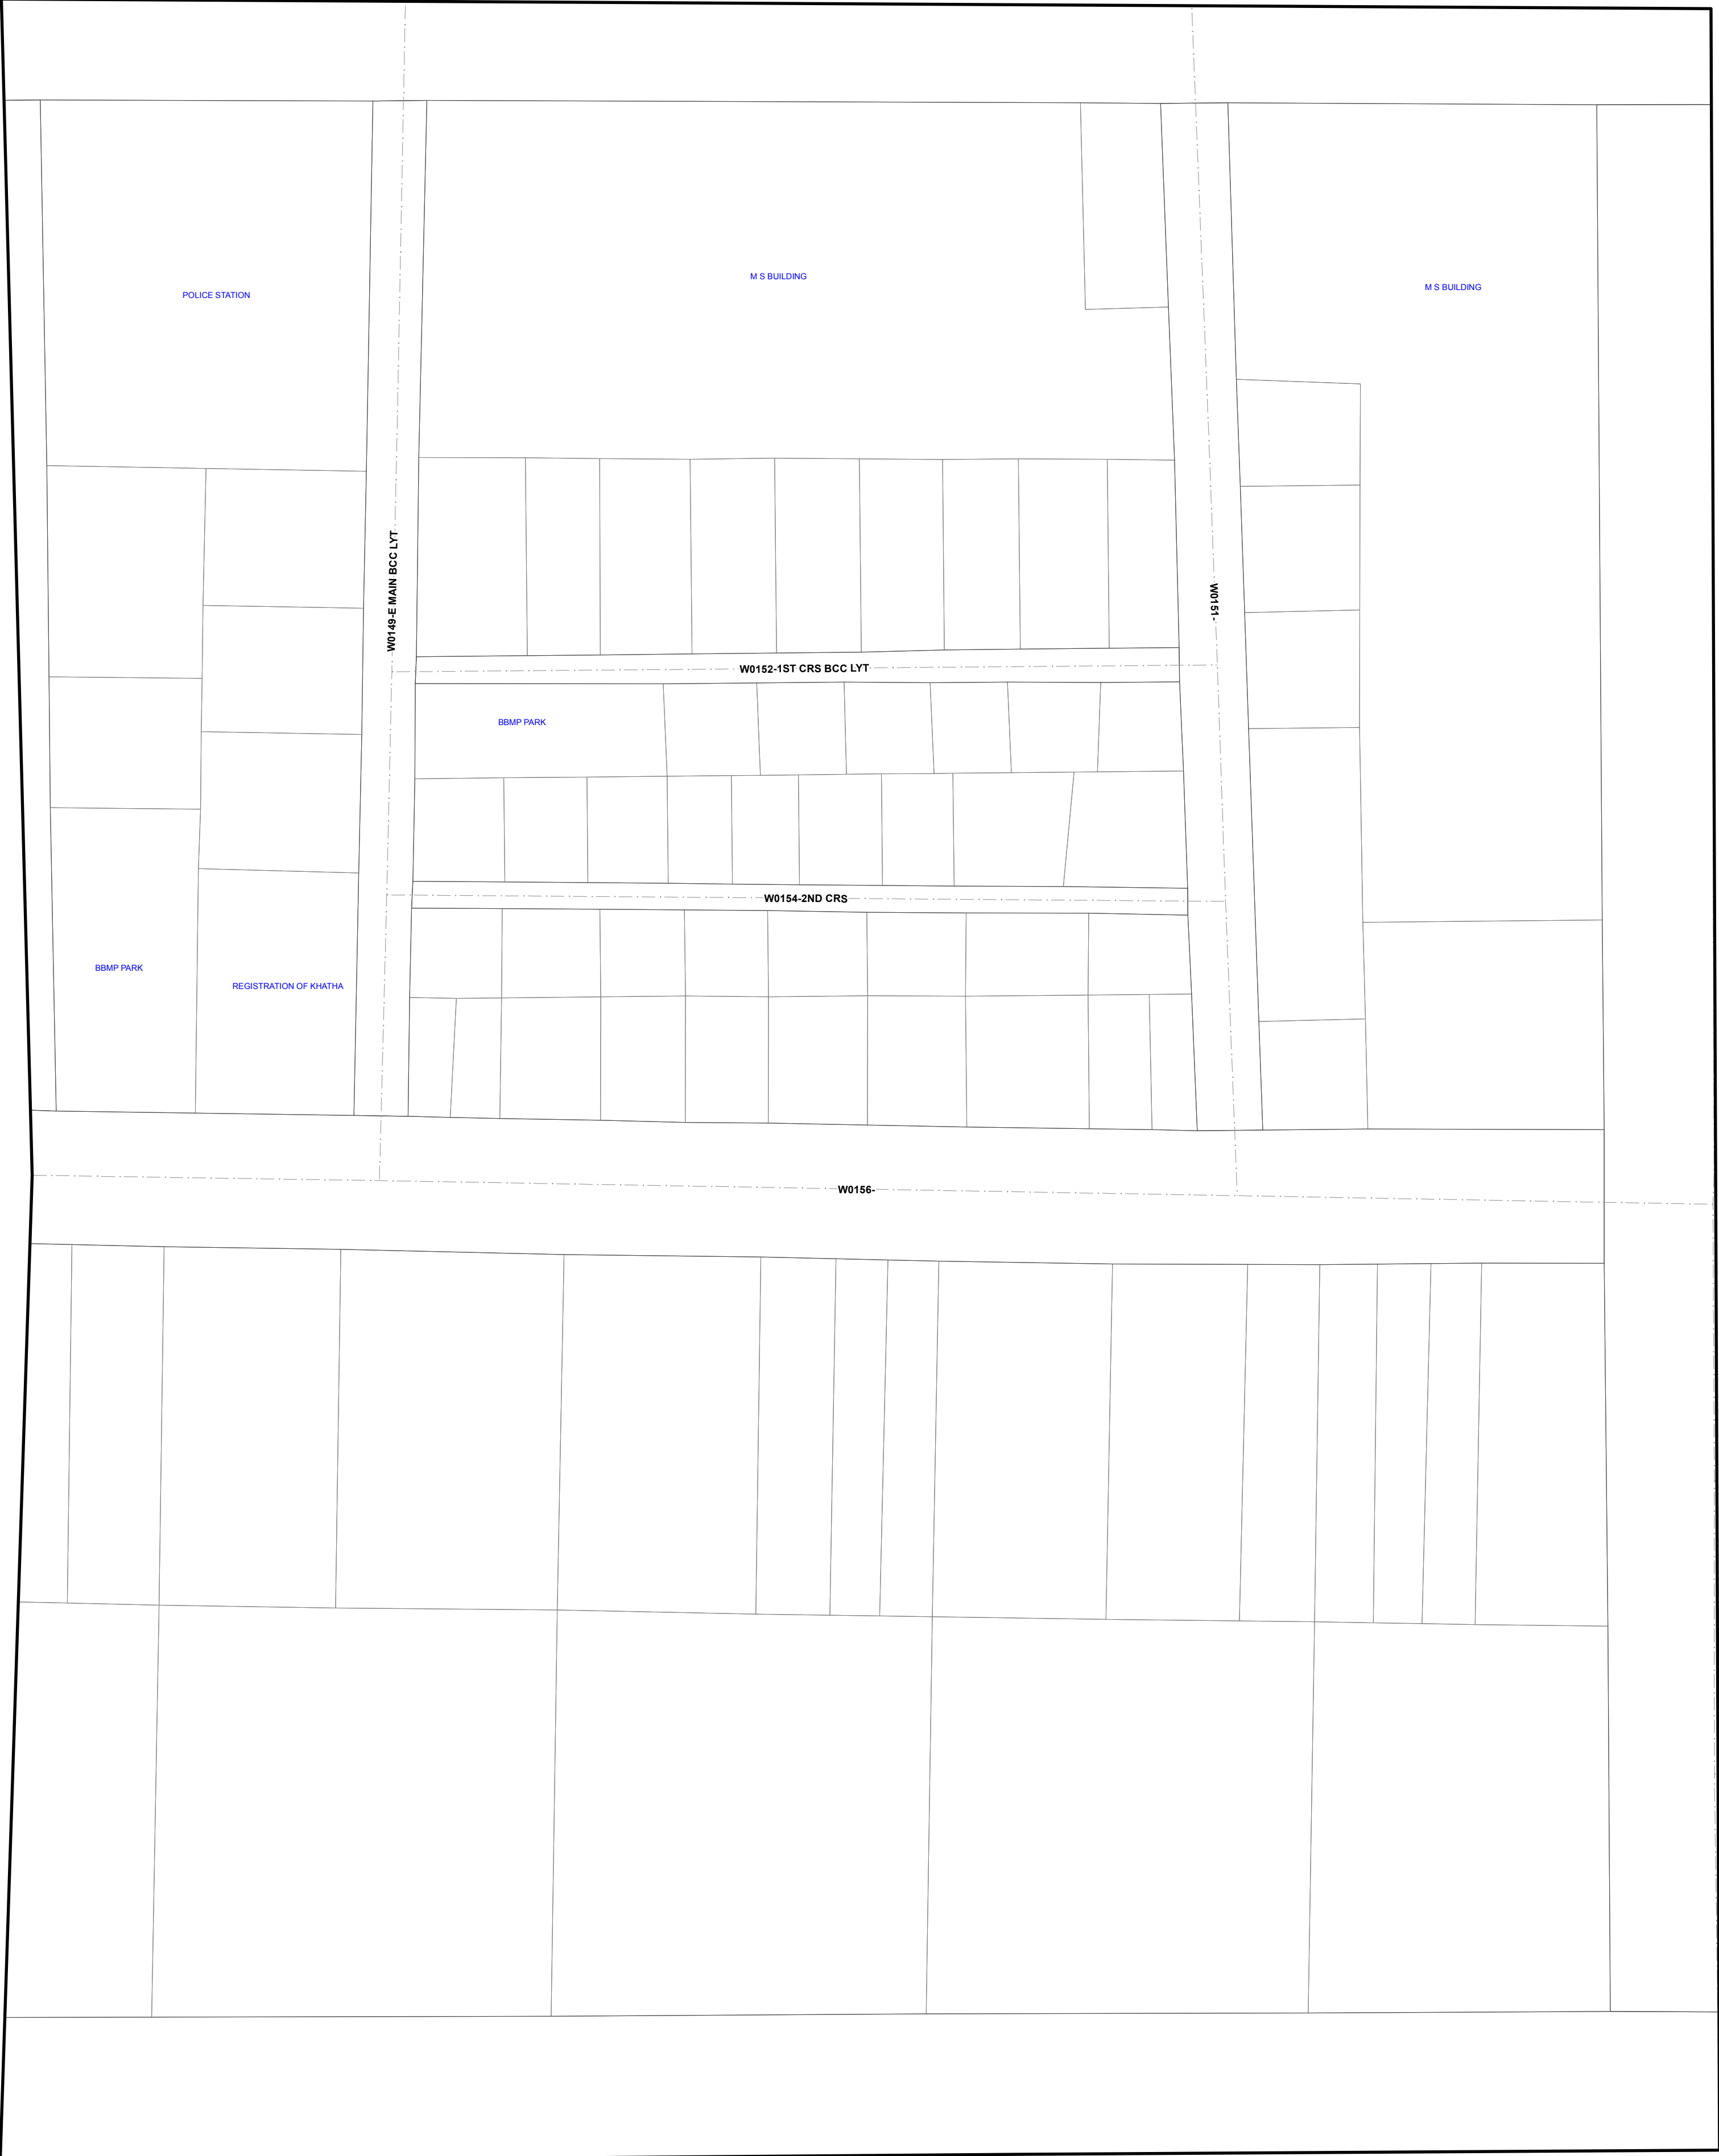 M S BUILDING
M S BUILDING
POLICE STATION
W0149-E MAIN BCC LYT
W0151-
W0152-1ST CRS BCC LYT
BBMP PARK
W0154-2ND CRS
BBMP PARK
REGISTRATION OF KHATHA
W0156-